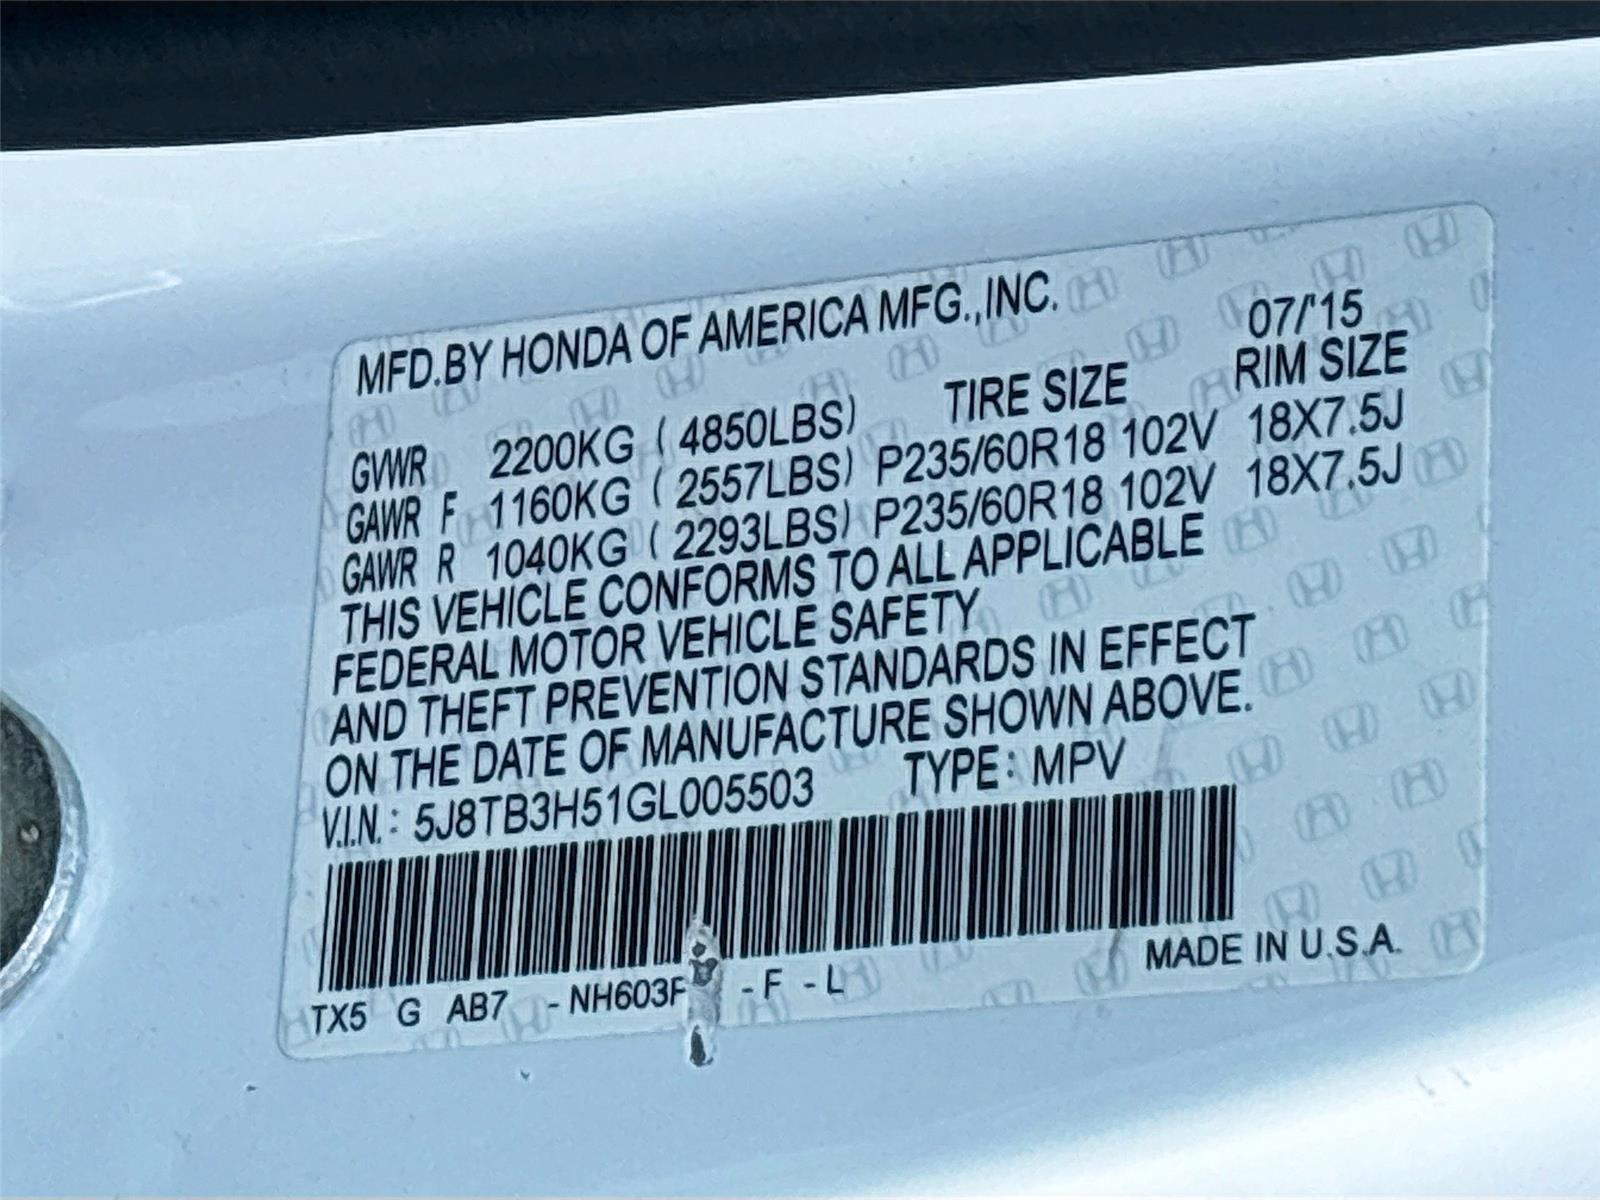 MFD.BY HONDA OF AMERICA MFG.,INC.
07/'15
TIRE SIZE RIM SIZE
GVWR 2200KG ( 4850LBS)
GAWR F 1160KG ( 2557LBS) P235/60R18 102V 18X7.5J
GAWR R 1040KG ( 2293LBS) P235/60R18 102V 18X7.5J
THIS VEHICLE CONFORMS TO ALL APPLICABLE
FEDERAL MOTOR VEHICLE SAFETY
AND THEFT PREVENTION STANDARDS IN EFFECT
ON THE DATE OF MANUFACTURE SHOWN ABOVE.
V.I.N.: 5J8TB3H51GL005503 TYPE: MPV
TX5 G AB7 -NH603P - F - L MADE IN U.S.A.